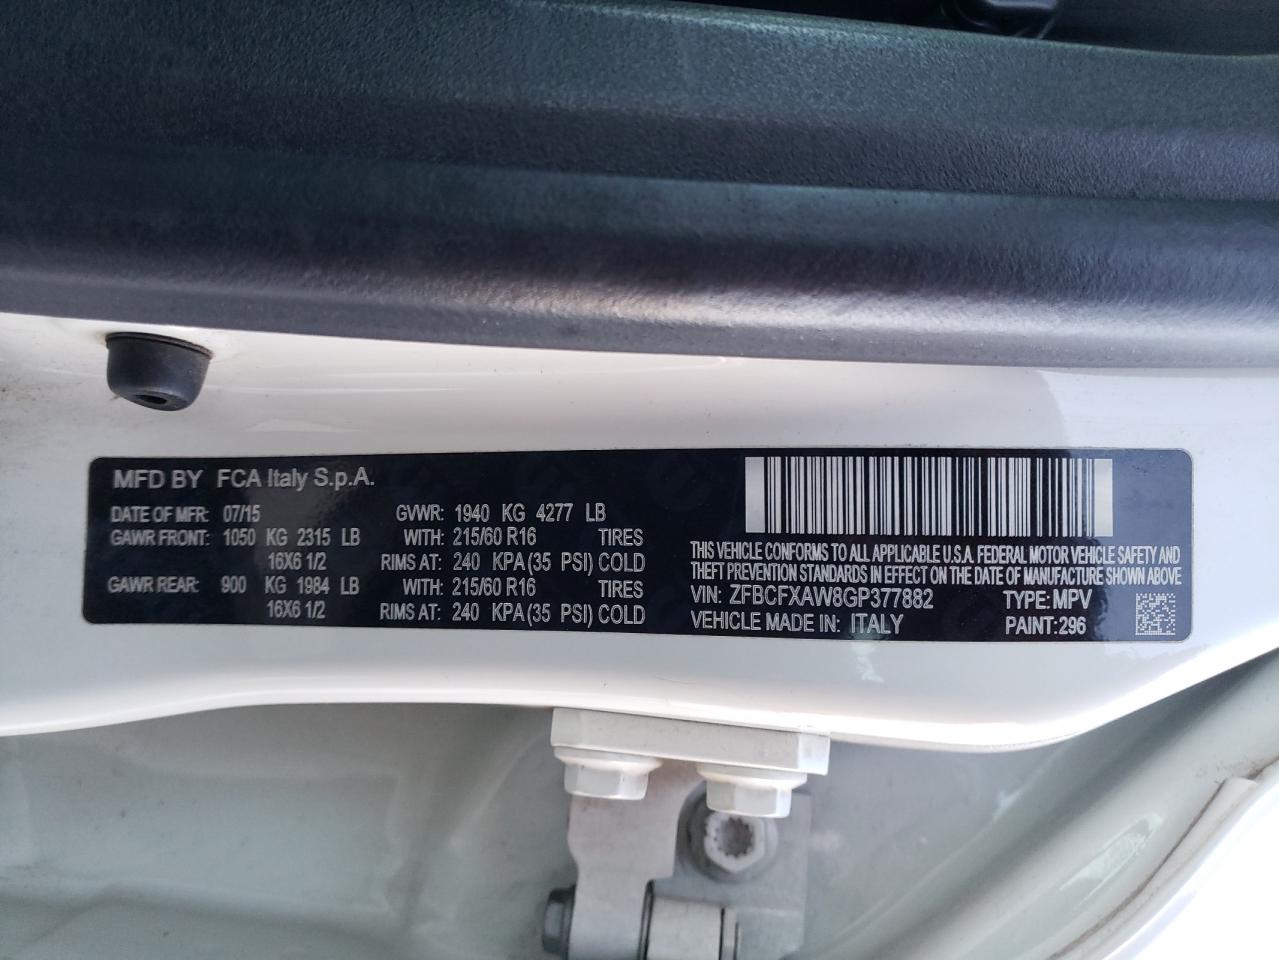 MFD BY FCA Italy S.p.A.
DATE OF MFR: 07/15 GVWR: 1940 KG 4277 LB
GAWR FRONT: 1050 KG 2315 LB WITH: 215/60 R16 TIRES
16X6 1/2 RIMS AT: 240 KPA(35 PSI) COLD
GAWR REAR: 900 KG 1984 LB WITH: 215/60 R16 TIRES
16X6 1/2 RIMS AT: 240 KPA(35 PSI) COLD
THIS VEHICLE CONFORMS TO ALL APPLICABLE U.S.A. FEDERAL MOTOR VEHICLE SAFETY AND
THEFT PREVENTION STANDARDS IN EFFECT ON THE DATE OF MANUFACTURE SHOWN ABOVE
VIN: ZFBCFXAW8GP377882 TYPE: MPV
VEHICLE MADE IN: ITALY PAINT:296